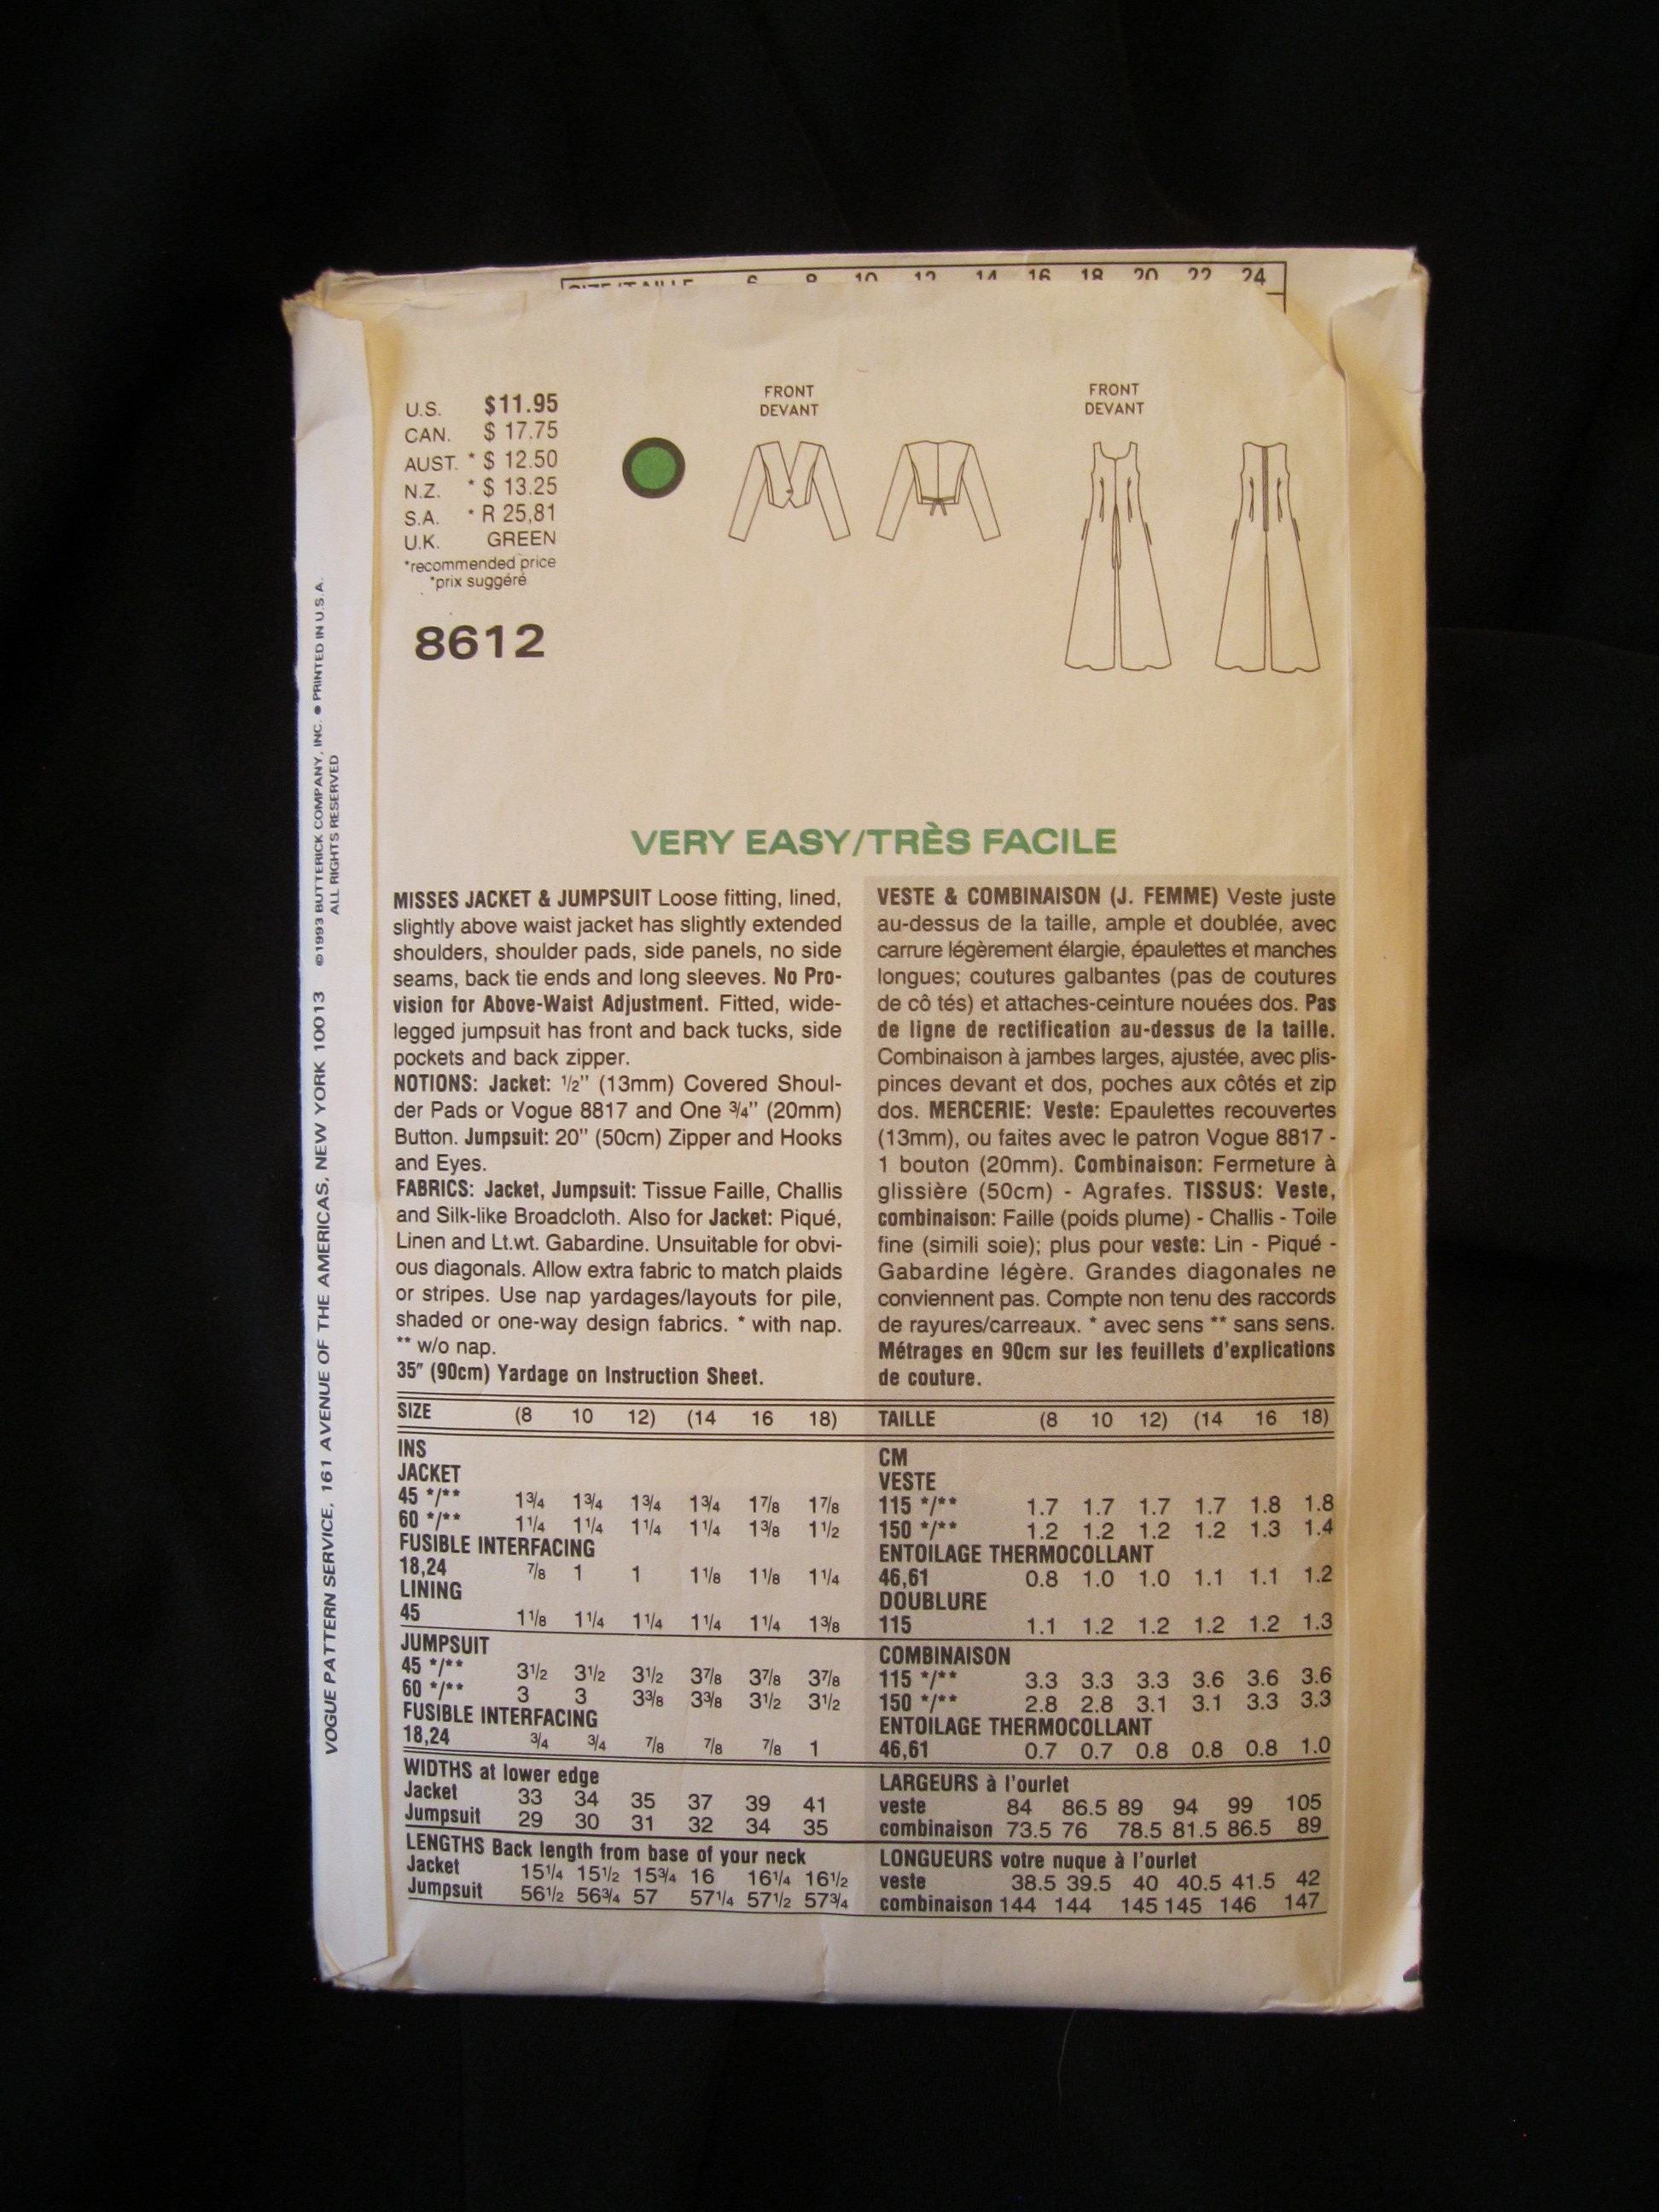 6 8 10 12 14 16 18 20 22 24
U.S. $11.95
CAN. $ 17.75
AUST. * $ 12.50
N.Z. * $ 13.25
S.A. * R 25,81
U.K. GREEN
*recommended price
*prix suggéré
8612
FRONT
DEVANT
FRONT
DEVANT
VERY EASY/TRÈS FACILE
MISSES JACKET & JUMPSUIT Loose fitting, lined,
slightly above waist jacket has slightly extended
shoulders, shoulder pads, side panels, no side
seams, back tie ends and long sleeves. No Pro-
vision for Above-Waist Adjustment. Fitted, wide-
legged jumpsuit has front and back tucks, side
pockets and back zipper.
NOTIONS: Jacket: 1/2" (13mm) Covered Shoul-
der Pads or Vogue 8817 and One 3/4" (20mm)
Button. Jumpsuit: 20" (50cm) Zipper and Hooks
and Eyes.
FABRICS: Jacket, Jumpsuit: Tissue Faille, Challis
and Silk-like Broadcloth. Also for Jacket: Piqué,
Linen and Lt.wt. Gabardine. Unsuitable for obvi-
ous diagonals. Allow extra fabric to match plaids
or stripes. Use nap yardages/layouts for pile,
shaded or one-way design fabrics. * with nap.
** w/o nap.
35" (90cm) Yardage on Instruction Sheet.
SIZE (8 10 12) (14 16 18)
INS
JACKET
45 */** 1 3/4 1 3/4 1 3/4 1 3/4 1 7/8 1 7/8
60 */** 1 1/4 1 1/4 1 1/4 1 1/4 1 3/8 1 1/2
FUSIBLE INTERFACING
18,24 7/8 1 1 1 1/8 1 1/8 1 1/4
LINING
45 1 1/8 1 1/4 1 1/4 1 1/4 1 1/4 1 3/8
JUMPSUIT
45 */** 3 1/2 3 1/2 3 1/2 3 7/8 3 7/8 3 7/8
60 */** 3 3 3 3/8 3 3/8 3 1/2 3 1/2
FUSIBLE INTERFACING
18,24 3/4 3/4 7/8 7/8 7/8 1
WIDTHS at lower edge
Jacket 33 34 35 37 39 41
Jumpsuit 29 30 31 32 34 35
LENGTHS Back length from base of your neck
Jacket 15 1/4 15 1/2 15 3/4 16 16 1/4 16 1/2
Jumpsuit 56 1/2 56 3/4 57 57 1/4 57 1/2 57 3/4
VESTE & COMBINAISON (J. FEMME) Veste juste
au-dessus de la taille, ample et doublée, avec
carrure légèrement élargie, épaulettes et manches
longues; coutures galbantes (pas de coutures
de cô tés) et attaches-ceinture nouées dos. Pas
de ligne de rectification au-dessus de la taille.
Combinaison à jambes larges, ajustée, avec plis-
pinces devant et dos, poches aux côtés et zip
dos. MERCERIE: Veste: Epaulettes recouvertes
(13mm), ou faites avec le patron Vogue 8817 -
1 bouton (20mm). Combinaison: Fermeture à
glissière (50cm) - Agrafes. TISSUS: Veste,
combinaison: Faille (poids plume) - Challis - Toile
fine (simili soie); plus pour veste: Lin - Piqué -
Gabardine légère. Grandes diagonales ne
conviennent pas. Compte non tenu des raccords
de rayures/carreaux. * avec sens ** sans sens.
Métrages en 90cm sur les feuillets d'explications
de couture.
TAILLE (8 10 12) (14 16 18)
CM
VESTE
115 */** 1.7 1.7 1.7 1.7 1.8 1.8
150 */** 1.2 1.2 1.2 1.2 1.3 1.4
ENTOILAGE THERMOCOLLANT
46,61 0.8 1.0 1.0 1.1 1.1 1.2
DOUBLURE
115 1.1 1.2 1.2 1.2 1.2 1.3
COMBINAISON
115 */** 3.3 3.3 3.3 3.6 3.6 3.6
150 */** 2.8 2.8 3.1 3.1 3.3 3.3
ENTOILAGE THERMOCOLLANT
46,61 0.7 0.7 0.8 0.8 0.8 1.0
LARGEURS à l'ourlet
veste 84 86.5 89 94 99 105
combinaison 73.5 76 78.5 81.5 86.5 89
LONGUEURS votre nuque à l'ourlet
veste 38.5 39.5 40 40.5 41.5 42
combinaison 144 144 145 145 146 147
VOGUE PATTERN SERVICE, 161 AVENUE OF THE AMERICAS, NEW YORK 10013 ©1993 BUTTERICK COMPANY, INC. ● PRINTED IN U.S.A.
ALL RIGHTS RESERVED